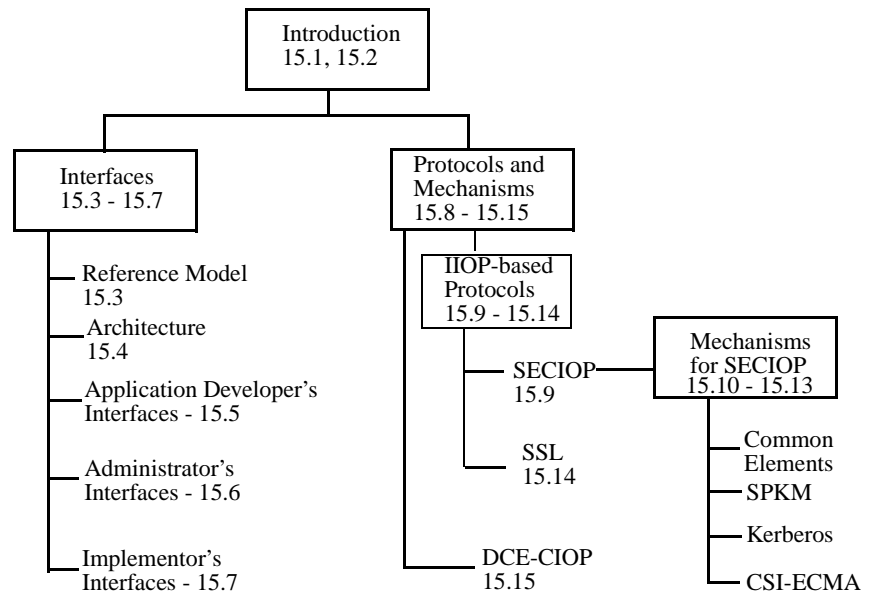 Introduction
15.1, 15.2
Interfaces
15.3 - 15.7
Protocols and
Mechanisms
15.8 - 15.15
Reference Model
15.3
Architecture
15.4
Application Developer's
Interfaces - 15.5
Administrator's
Interfaces - 15.6
Implementor's
Interfaces - 15.7
IIOP-based
Protocols
15.9 - 15.14
SECIOP
15.9
SSL
15.14
DCE-CIOP
15.15
Mechanisms
for SECIOP
15.10 - 15.13
Common
Elements
SPKM
Kerberos
CSI-ECMA